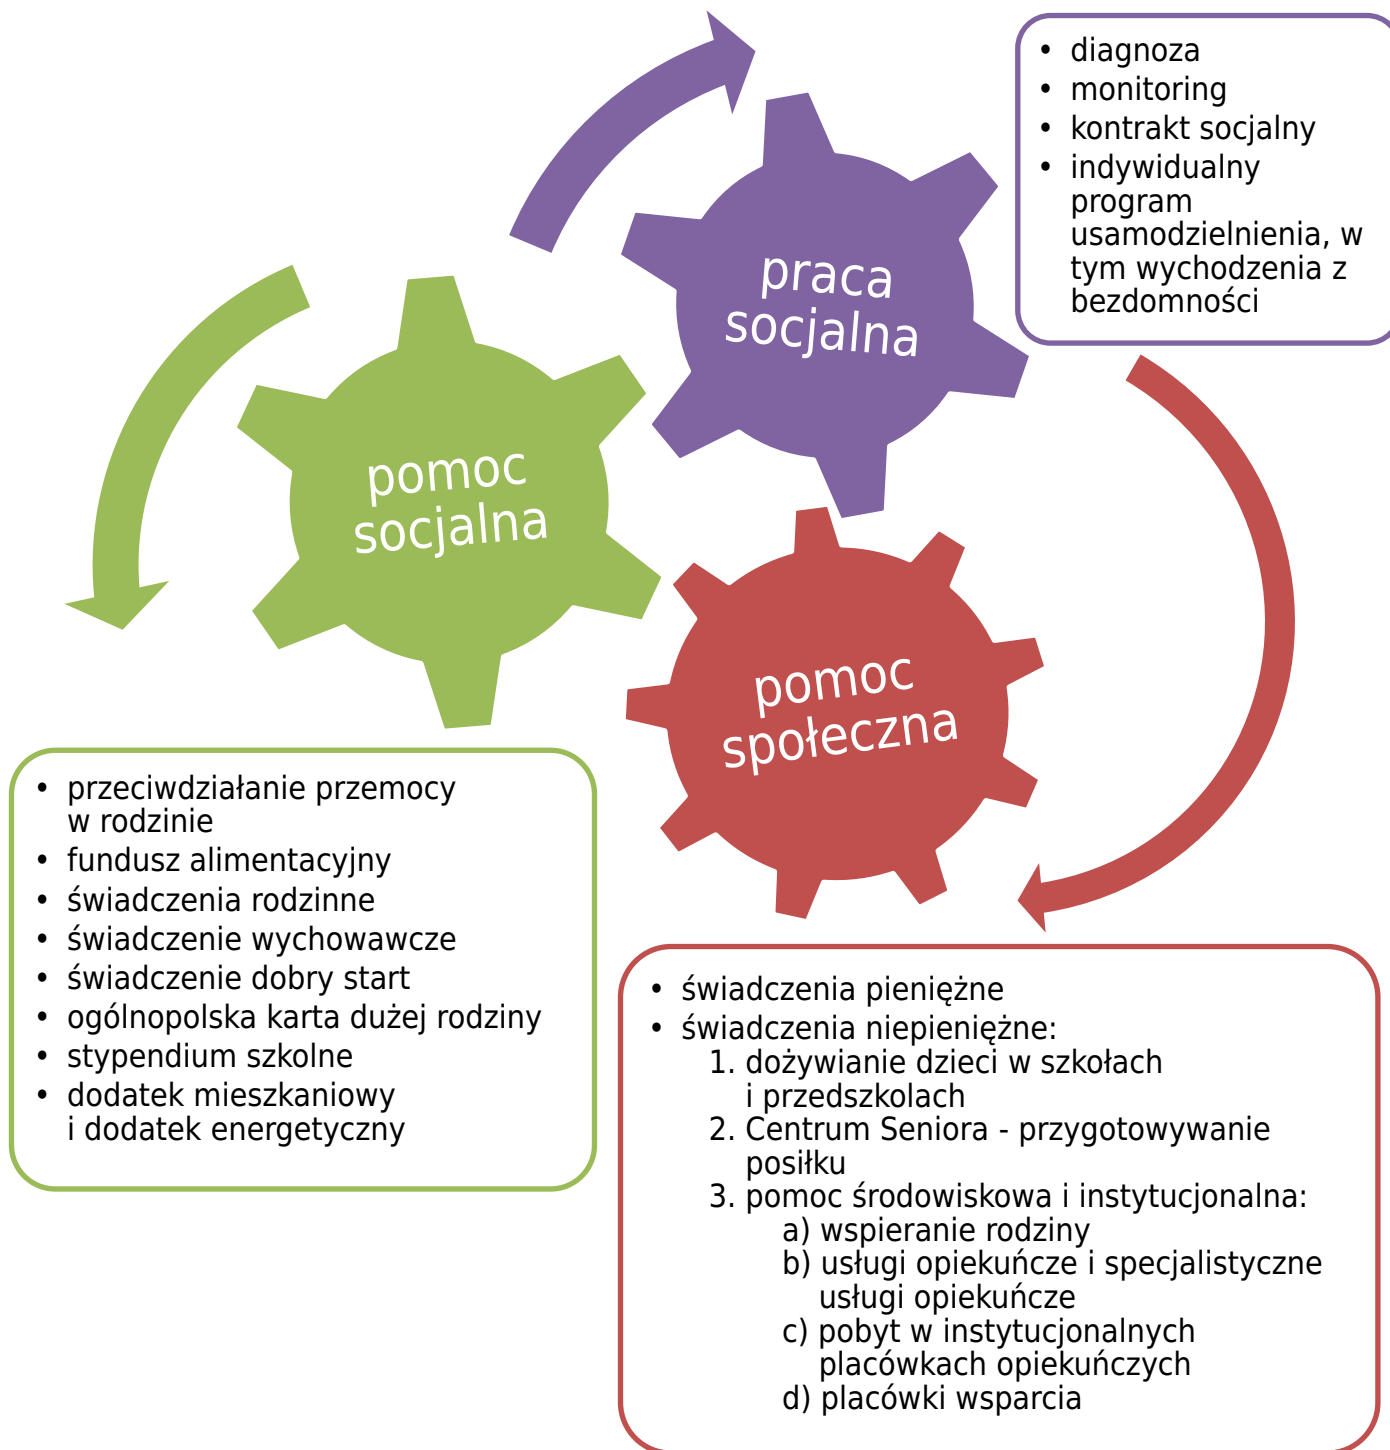 • diagnoza
• monitoring
• kontrakt socjalny
• indywidualny
program
usamodzielnienia, w
tym wychodzenia z
bezdomności
praca
socjalna
pomoc
socjalna
pomoc
społeczna
• przeciwdziałanie przemocy
w rodzinie
• fundusz alimentacyjny
• świadczenia rodzinne
• świadczenie wychowawcze
• świadczenie dobry start
• ogólnopolska karta dużej rodziny
• stypendium szkolne
• dodatek mieszkaniowy
i dodatek energetyczny
• świadczenia pieniężne
• świadczenia niepieniężne:
1. dożywianie dzieci w szkołach
i przedszkolach
2. Centrum Seniora - przygotowywanie
posiłku
3. pomoc środowiskowa i instytucjonalna:
a) wspieranie rodziny
b) usługi opiekuńcze i specjalistyczne
usługi opiekuńcze
c) pobyt w instytucjonalnych
placówkach opiekuńczych
d) placówki wsparcia